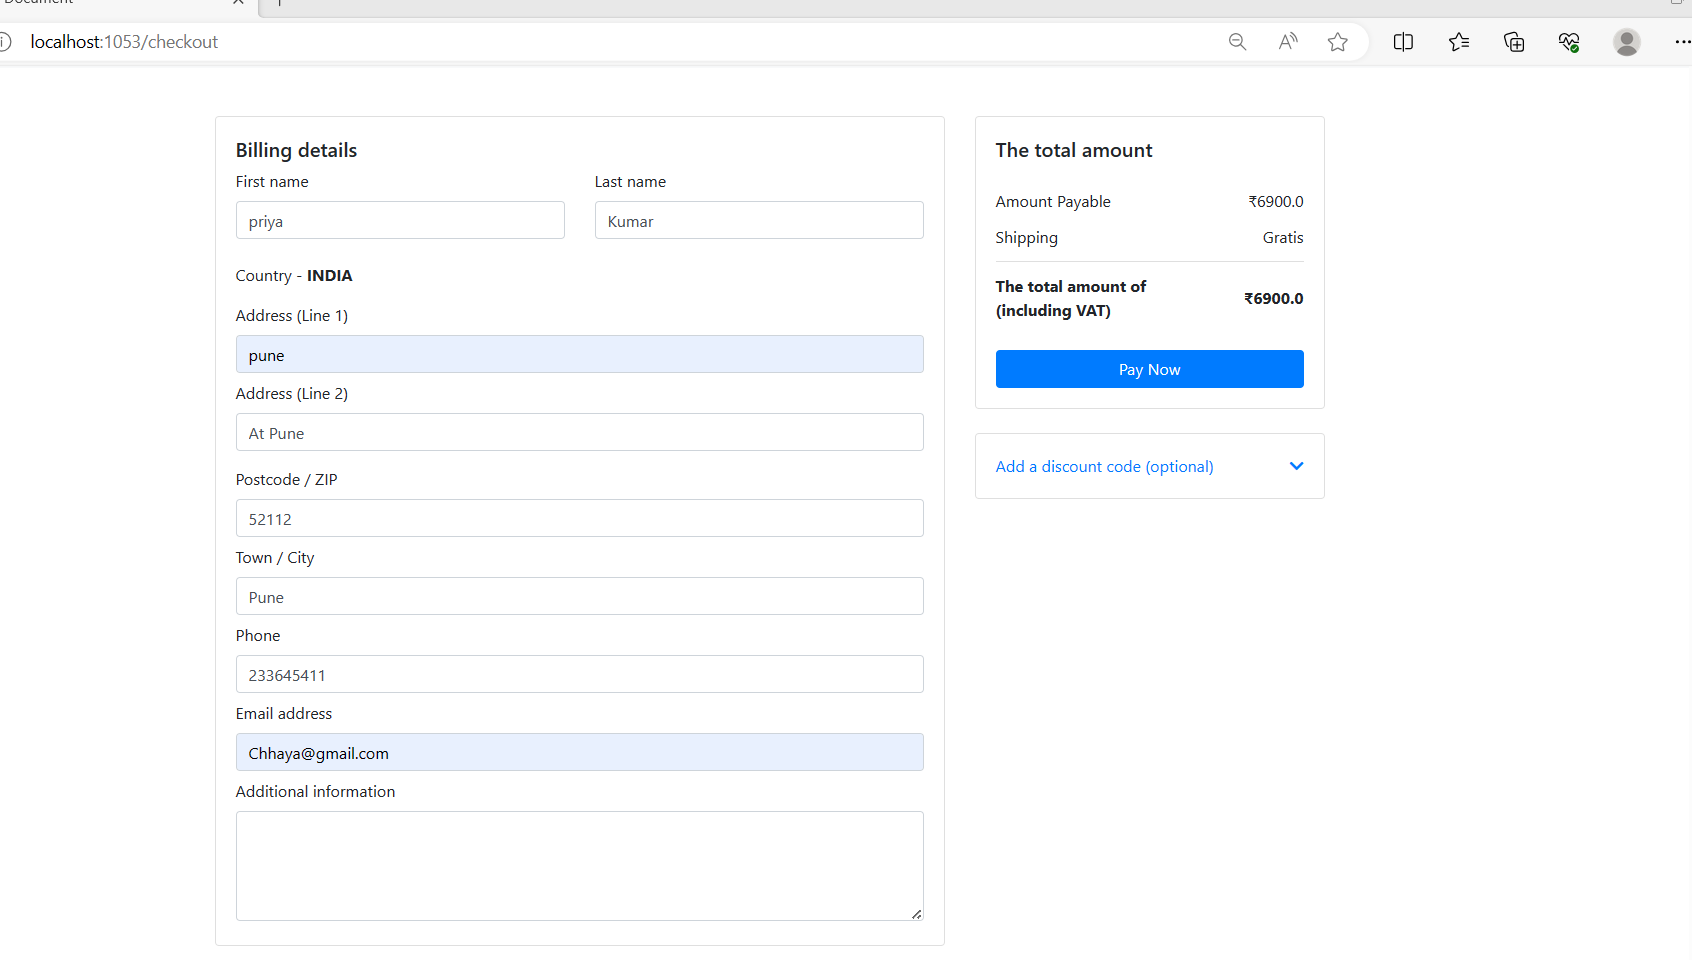 Document
localhost:1053/checkout
Billing details
First name
Last name
priya
Kumar
Country - INDIA
Address (Line 1)
pune
Address (Line 2)
At Pune
Postcode / ZIP
52112
Town / City
Pune
Phone
233645411
Email address
Chhaya@gmail.com
Additional information
The total amount
Amount Payable
₹6900.0
Shipping
Gratis
The total amount of
(including VAT)
₹6900.0
Pay Now
Add a discount code (optional)